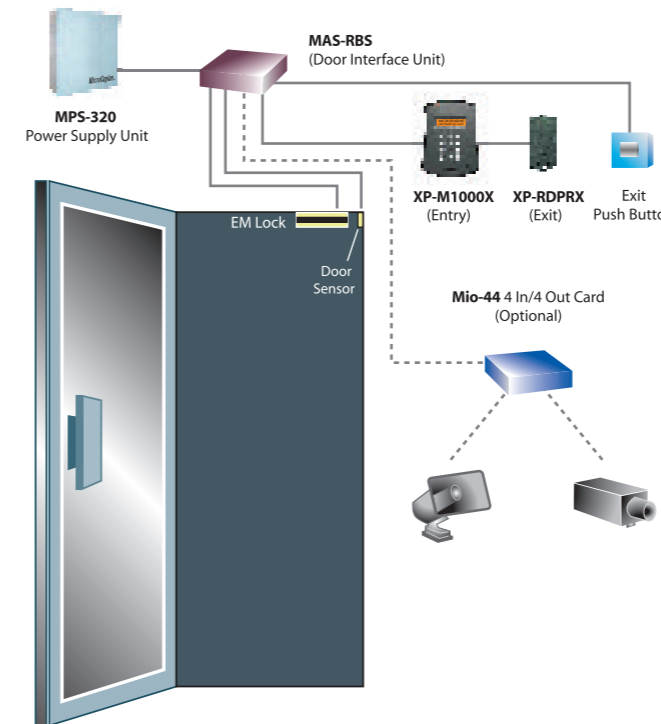 MAS-RBS
(Door Interface Unit)
MPS-320
Power Supply Unit
XP-M1000X
(Entry)
XP-RDPRX
(Exit)
Exit
Push Butto
EM Lock
Door
Sensor
Mio-44 4 In/4 Out Card
(Optional)